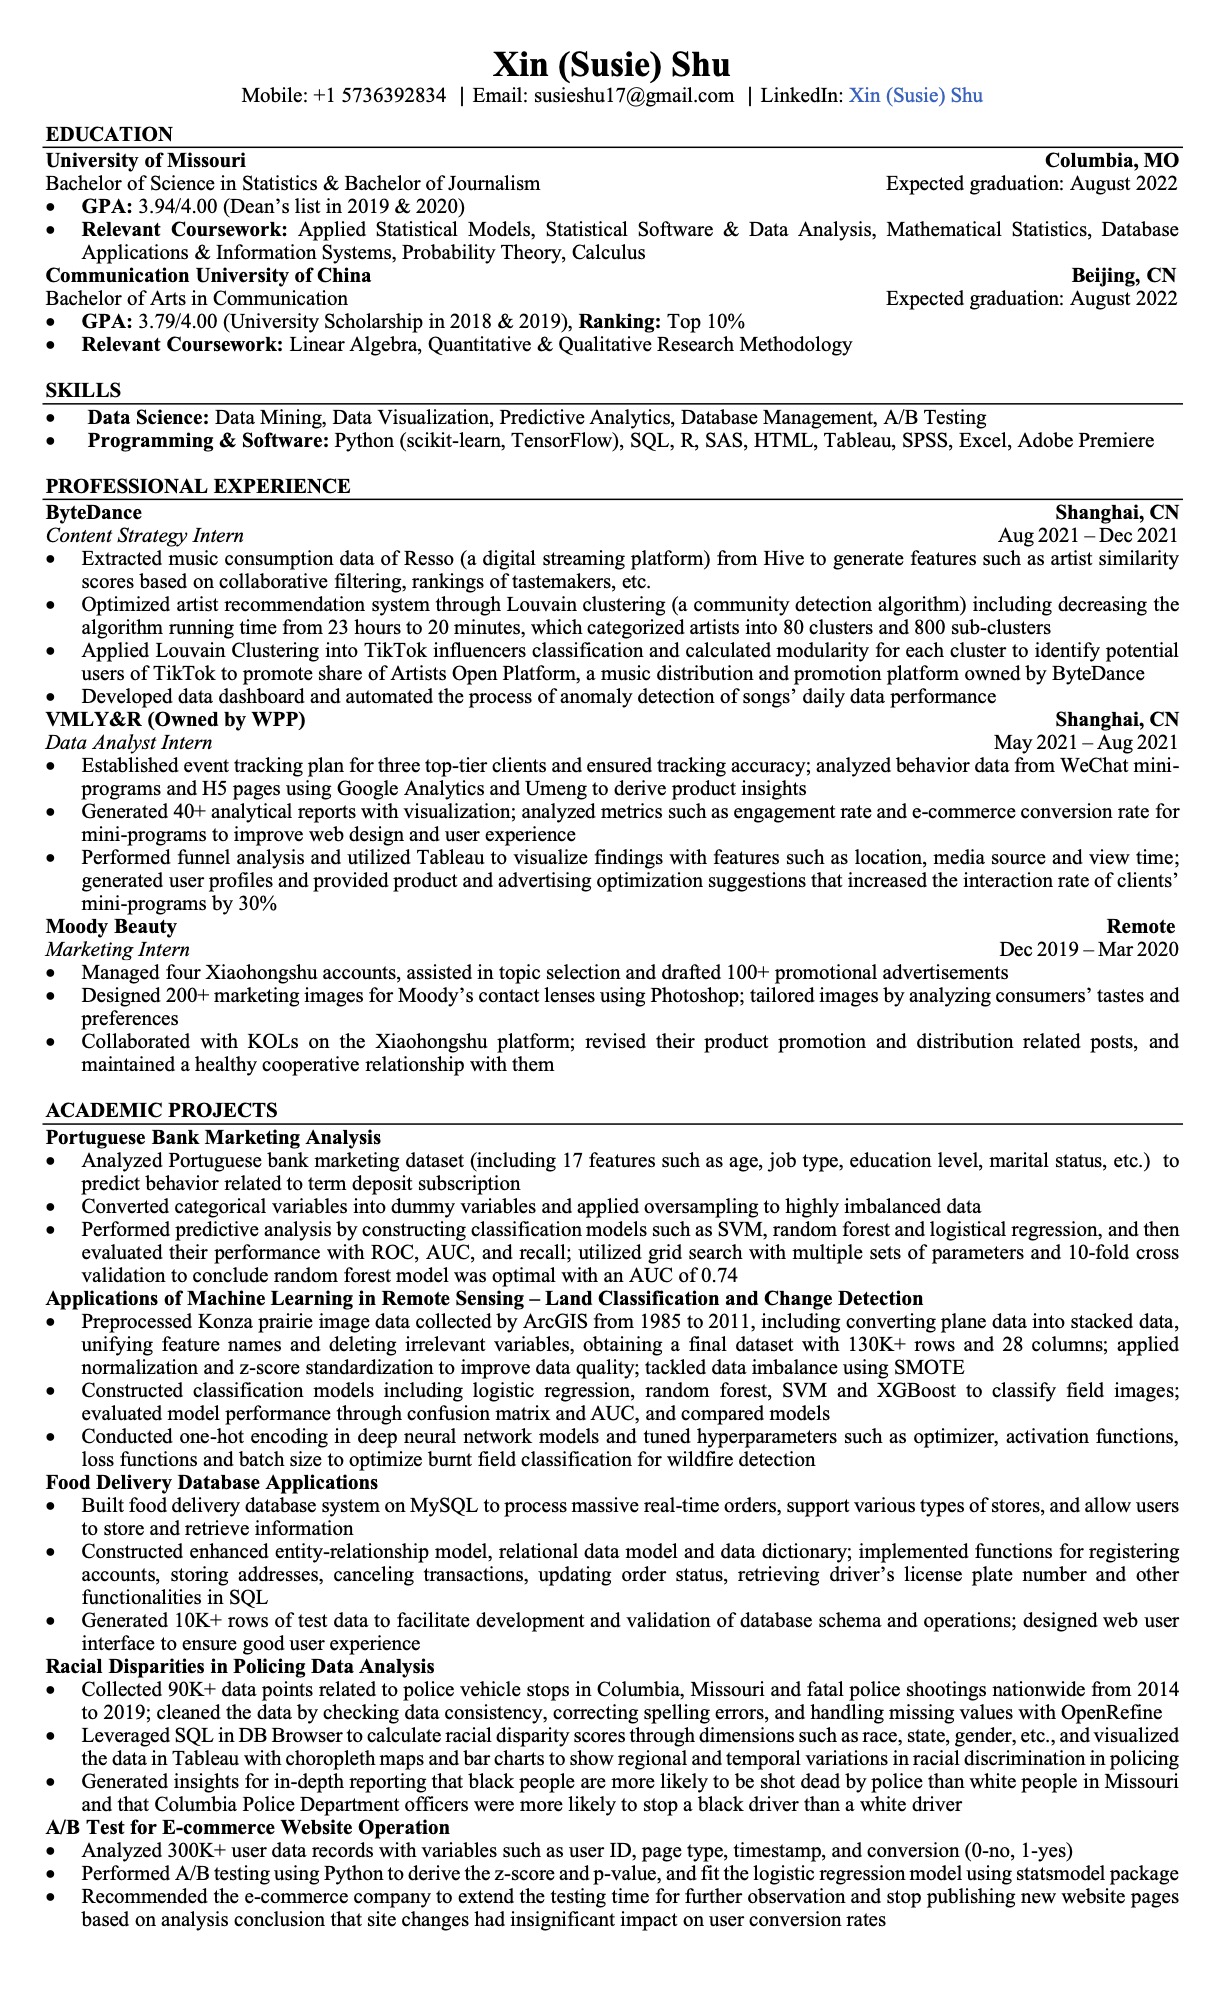 Xin (Susie) Shu
Mobile: +1 5736392834 | Email: susieshu17@gmail.com | LinkedIn: Xin (Susie) Shu
EDUCATION
University of Missouri Columbia, MO
Bachelor of Science in Statistics & Bachelor of Journalism Expected graduation: August 2022
• GPA: 3.94/4.00 (Dean’s list in 2019 & 2020)
• Relevant Coursework: Applied Statistical Models, Statistical Software & Data Analysis, Mathematical Statistics, Database
Applications & Information Systems, Probability Theory, Calculus
Communication University of China Beijing, CN
Bachelor of Arts in Communication Expected graduation: August 2022
• GPA: 3.79/4.00 (University Scholarship in 2018 & 2019), Ranking: Top 10%
• Relevant Coursework: Linear Algebra, Quantitative & Qualitative Research Methodology
SKILLS
• Data Science: Data Mining, Data Visualization, Predictive Analytics, Database Management, A/B Testing
• Programming & Software: Python (scikit-learn, TensorFlow), SQL, R, SAS, HTML, Tableau, SPSS, Excel, Adobe Premiere
PROFESSIONAL EXPERIENCE
ByteDance Shanghai, CN
Content Strategy Intern Aug 2021 – Dec 2021
• Extracted music consumption data of Resso (a digital streaming platform) from Hive to generate features such as artist similarity
scores based on collaborative filtering, rankings of tastemakers, etc.
• Optimized artist recommendation system through Louvain clustering (a community detection algorithm) including decreasing the
algorithm running time from 23 hours to 20 minutes, which categorized artists into 80 clusters and 800 sub-clusters
• Applied Louvain Clustering into TikTok influencers classification and calculated modularity for each cluster to identify potential
users of TikTok to promote share of Artists Open Platform, a music distribution and promotion platform owned by ByteDance
• Developed data dashboard and automated the process of anomaly detection of songs’ daily data performance
VMLY&R (Owned by WPP) Shanghai, CN
Data Analyst Intern May 2021 – Aug 2021
• Established event tracking plan for three top-tier clients and ensured tracking accuracy; analyzed behavior data from WeChat mini-
programs and H5 pages using Google Analytics and Umeng to derive product insights
• Generated 40+ analytical reports with visualization; analyzed metrics such as engagement rate and e-commerce conversion rate for
mini-programs to improve web design and user experience
• Performed funnel analysis and utilized Tableau to visualize findings with features such as location, media source and view time;
generated user profiles and provided product and advertising optimization suggestions that increased the interaction rate of clients’
mini-programs by 30%
Moody Beauty Remote
Marketing Intern Dec 2019 – Mar 2020
• Managed four Xiaohongshu accounts, assisted in topic selection and drafted 100+ promotional advertisements
• Designed 200+ marketing images for Moody’s contact lenses using Photoshop; tailored images by analyzing consumers’ tastes and
preferences
• Collaborated with KOLs on the Xiaohongshu platform; revised their product promotion and distribution related posts, and
maintained a healthy cooperative relationship with them
ACADEMIC PROJECTS
Portuguese Bank Marketing Analysis
• Analyzed Portuguese bank marketing dataset (including 17 features such as age, job type, education level, marital status, etc.) to
predict behavior related to term deposit subscription
• Converted categorical variables into dummy variables and applied oversampling to highly imbalanced data
• Performed predictive analysis by constructing classification models such as SVM, random forest and logistical regression, and then
evaluated their performance with ROC, AUC, and recall; utilized grid search with multiple sets of parameters and 10-fold cross
validation to conclude random forest model was optimal with an AUC of 0.74
Applications of Machine Learning in Remote Sensing – Land Classification and Change Detection
• Preprocessed Konza prairie image data collected by ArcGIS from 1985 to 2011, including converting plane data into stacked data,
unifying feature names and deleting irrelevant variables, obtaining a final dataset with 130K+ rows and 28 columns; applied
normalization and z-score standardization to improve data quality; tackled data imbalance using SMOTE
• Constructed classification models including logistic regression, random forest, SVM and XGBoost to classify field images;
evaluated model performance through confusion matrix and AUC, and compared models
• Conducted one-hot encoding in deep neural network models and tuned hyperparameters such as optimizer, activation functions,
loss functions and batch size to optimize burnt field classification for wildfire detection
Food Delivery Database Applications
• Built food delivery database system on MySQL to process massive real-time orders, support various types of stores, and allow users
to store and retrieve information
• Constructed enhanced entity-relationship model, relational data model and data dictionary; implemented functions for registering
accounts, storing addresses, canceling transactions, updating order status, retrieving driver’s license plate number and other
functionalities in SQL
• Generated 10K+ rows of test data to facilitate development and validation of database schema and operations; designed web user
interface to ensure good user experience
Racial Disparities in Policing Data Analysis
• Collected 90K+ data points related to police vehicle stops in Columbia, Missouri and fatal police shootings nationwide from 2014
to 2019; cleaned the data by checking data consistency, correcting spelling errors, and handling missing values with OpenRefine
• Leveraged SQL in DB Browser to calculate racial disparity scores through dimensions such as race, state, gender, etc., and visualized
the data in Tableau with choropleth maps and bar charts to show regional and temporal variations in racial discrimination in policing
• Generated insights for in-depth reporting that black people are more likely to be shot dead by police than white people in Missouri
and that Columbia Police Department officers were more likely to stop a black driver than a white driver
A/B Test for E-commerce Website Operation
• Analyzed 300K+ user data records with variables such as user ID, page type, timestamp, and conversion (0-no, 1-yes)
• Performed A/B testing using Python to derive the z-score and p-value, and fit the logistic regression model using statsmodel package
• Recommended the e-commerce company to extend the testing time for further observation and stop publishing new website pages
based on analysis conclusion that site changes had insignificant impact on user conversion rates